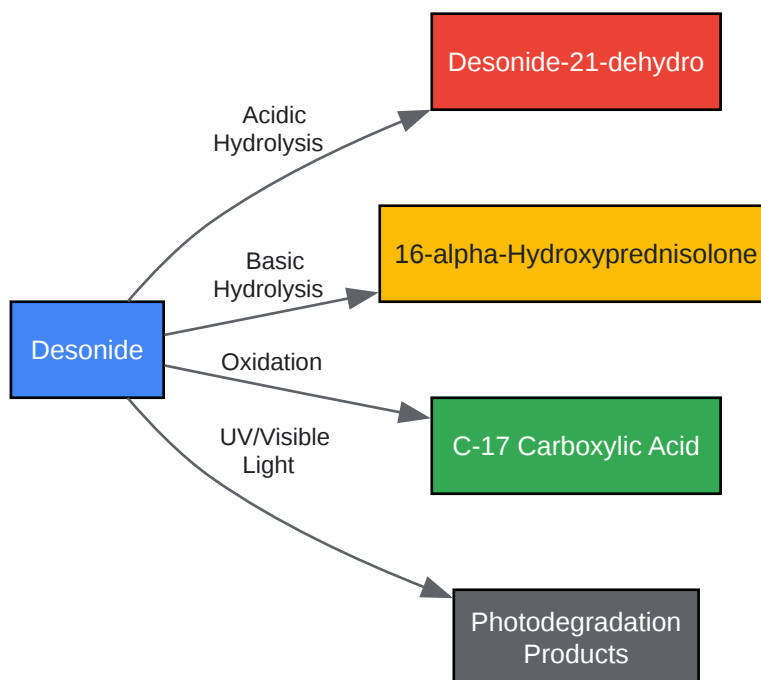 Desonide-21-dehydro
Acidic
Hydrolysis
16-alpha-Hydroxyprednisolone
Basic
Hydrolysis
Desonide
Oxidation
C-17 Carboxylic Acid
UV/Visible
Light
Photodegradation
Products